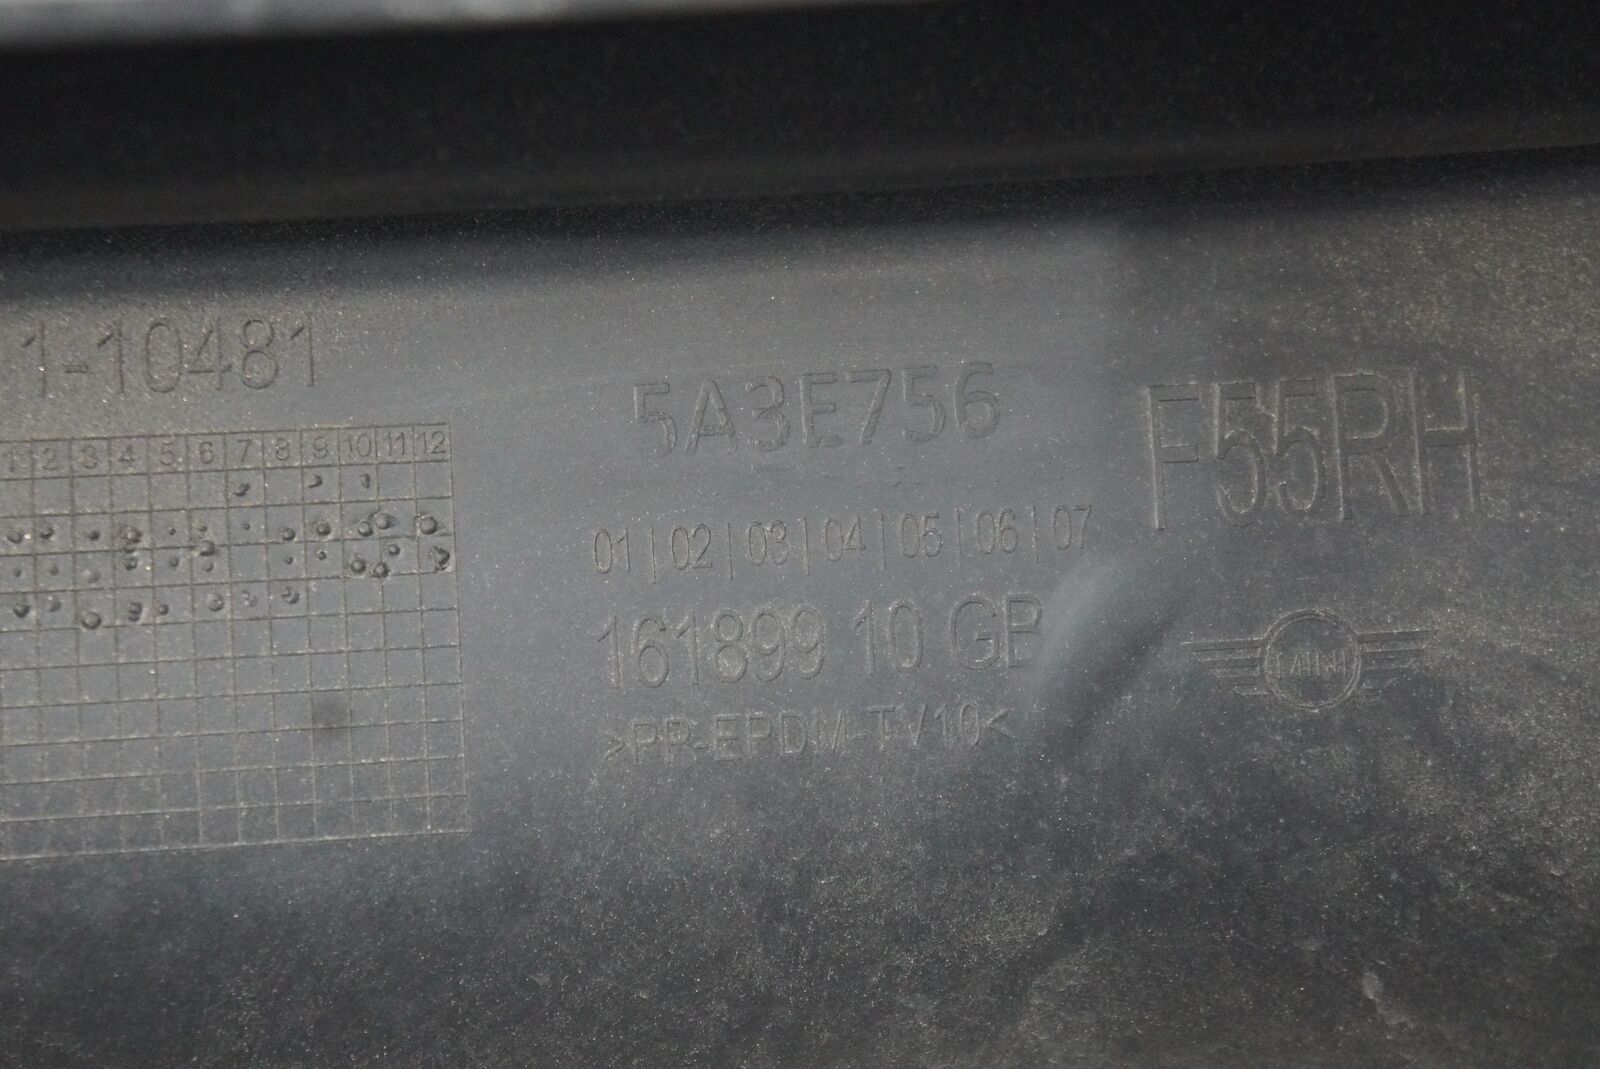 1-10481
1 2 3 4 5 6 7 8 9 10 11 12
5A3E756
F55RH
01|02|03|04|05|06|07
161899 10 GB
MINI
>PP-EPDM-TV10<